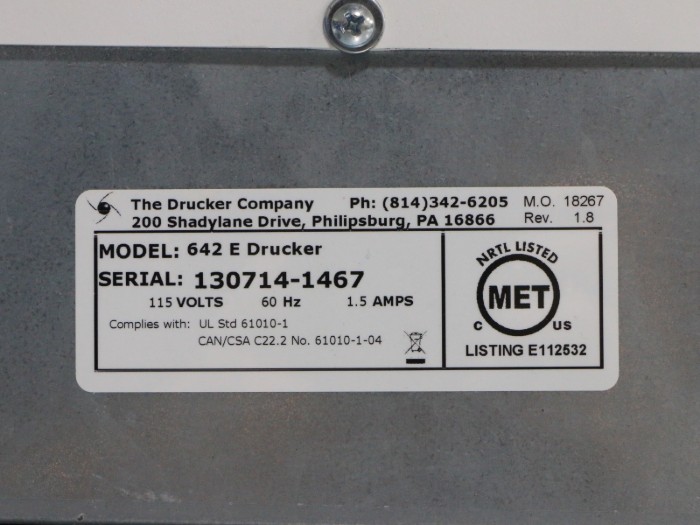 The Drucker Company Ph: (814)342-6205 M.O. 18267
200 Shadylane Drive, Philipsburg, PA 16866 Rev. 1.8
MODEL: 642 E Drucker
SERIAL: 130714-1467
115 VOLTS 60 Hz 1.5 AMPS
Complies with: UL Std 61010-1
CAN/CSA C22.2 No. 61010-1-04
NRTL LISTED
MET
C US
LISTING E112532